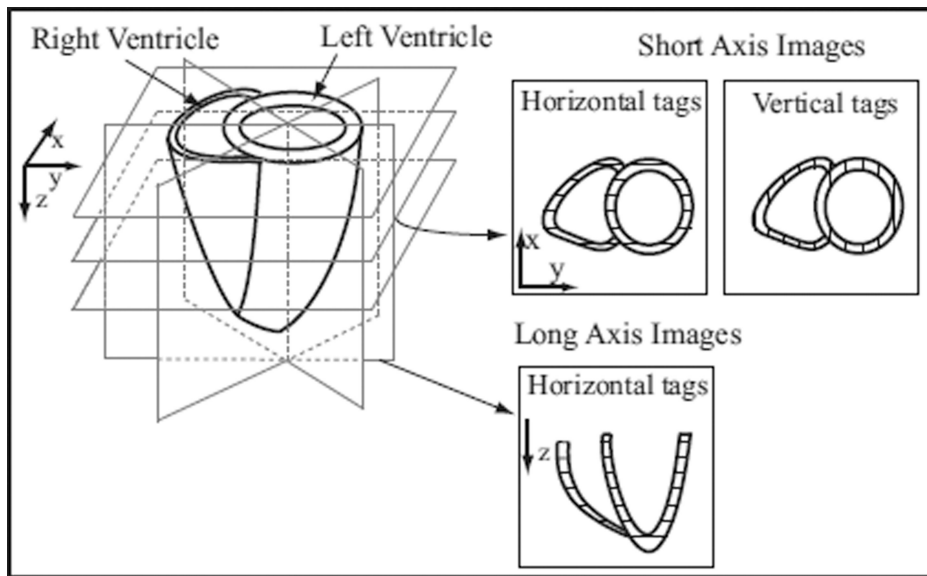 Right Ventricle
Left Ventricle
x
y
z
Short Axis Images
Horizontal tags
x
y
Vertical tags
Long Axis Images
Horizontal tags
z